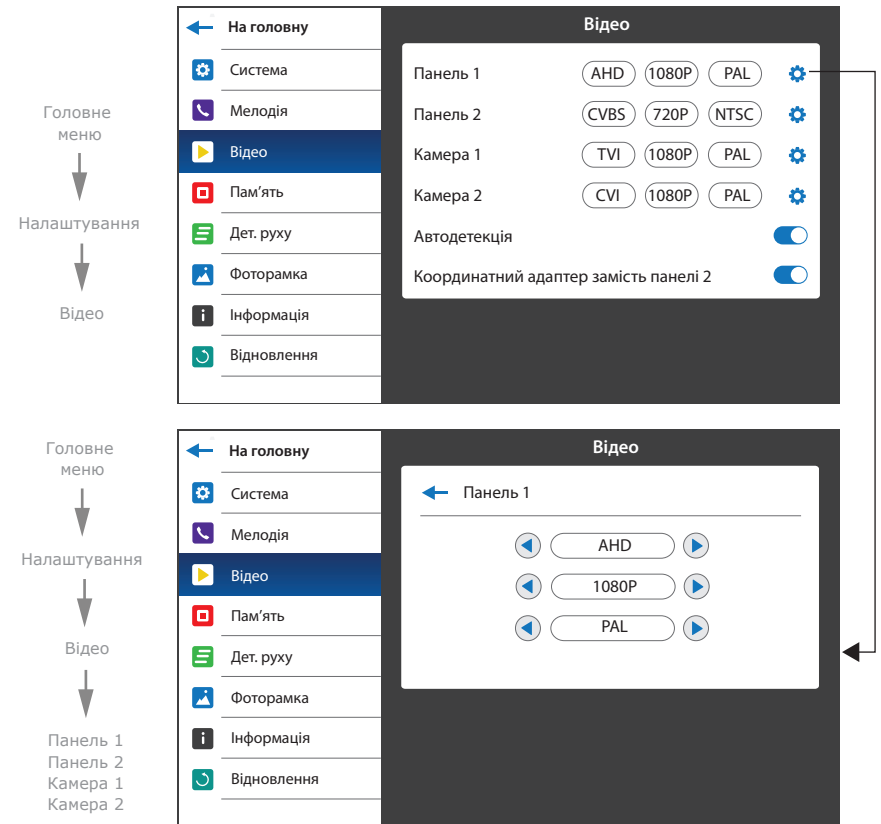 Головне
меню
Налаштування
Відео
На головну
Система
Мелодія
Відео
Пам'ять
Дет. руху
Фоторамка
Інформація
Відновлення
Відео
Панель 1 AHD 1080P PAL
Панель 2 CVBS 720P NTSC
Камера 1 TVI 1080P PAL
Камера 2 CVI 1080P PAL
Автодетекція
Координатний адаптер замість панелі 2
Головне
меню
Налаштування
Відео
Панель 1
Панель 2
Камера 1
Камера 2
На головну
Система
Мелодія
Відео
Пам'ять
Дет. руху
Фоторамка
Інформація
Відновлення
Відео
Панель 1
AHD
1080P
PAL